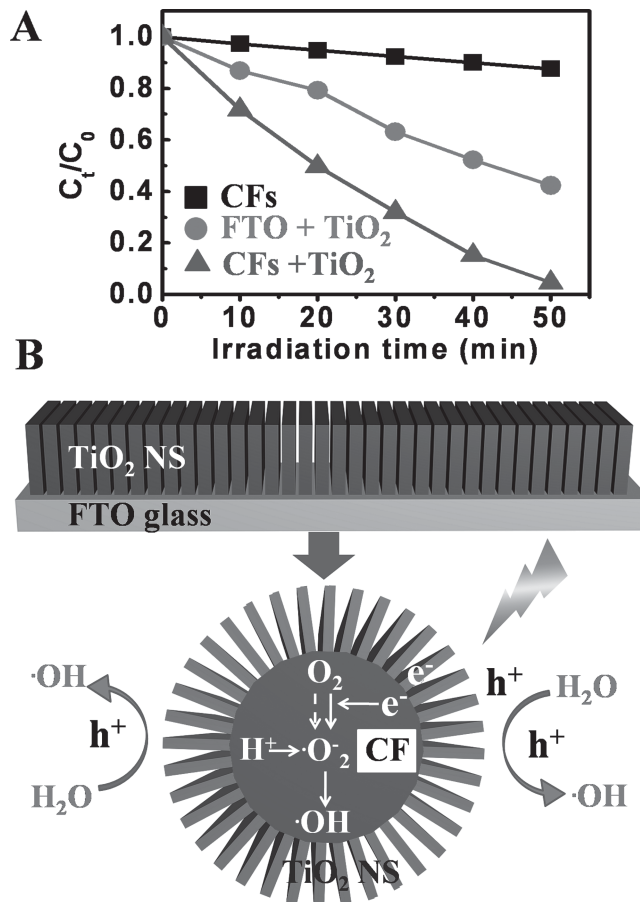 A
C_t/C_0
1.0
0.8
0.6
0.4
0.2
0.0
CFs
FTO + TiO₂
CFs +TiO₂
0 10 20 30 40 50
Irradiation time (min)
B
TiO₂ NS
FTO glass
·OH
h⁺
H₂O
O₂
e⁻
e⁻
H⁺
·O⁻₂
CF
·OH
TiO₂ NS
h⁺
H₂O
h⁺
·OH